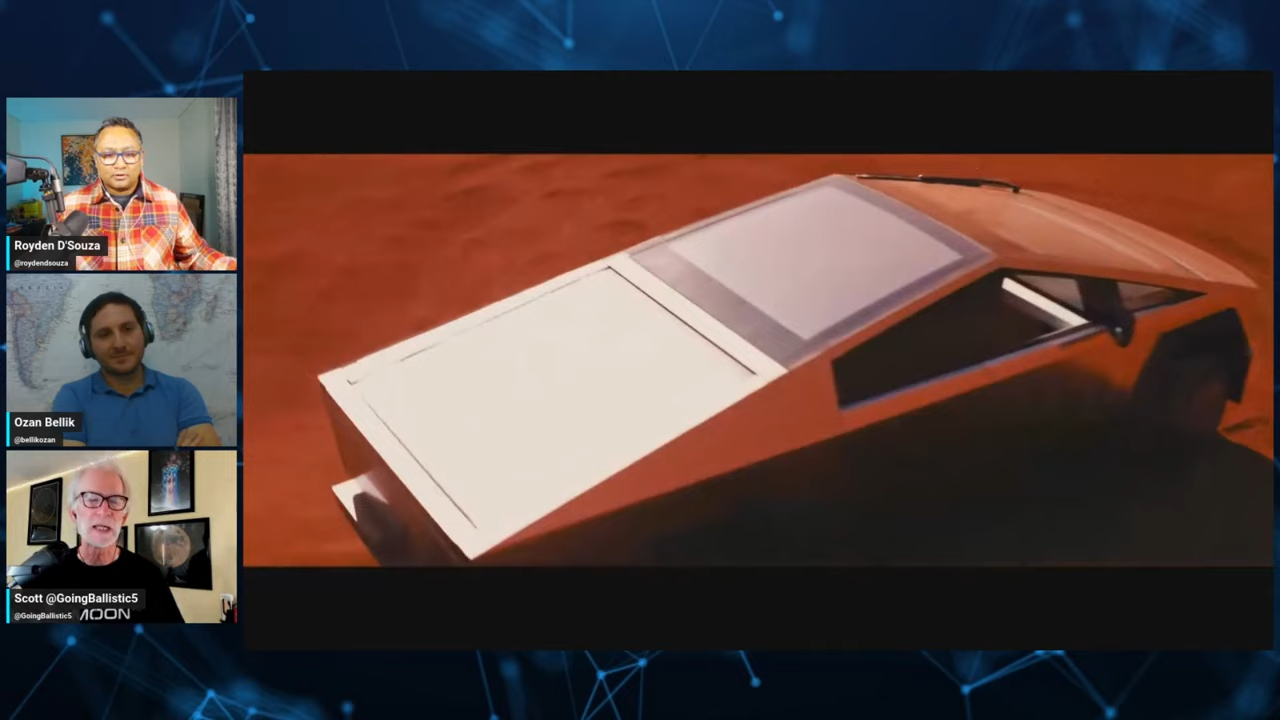 Royden D'Souza
@roydendsouza
Ozan Bellik
@bellikozan
Scott @GoingBallistic5
@GoingBallistic5
MOON